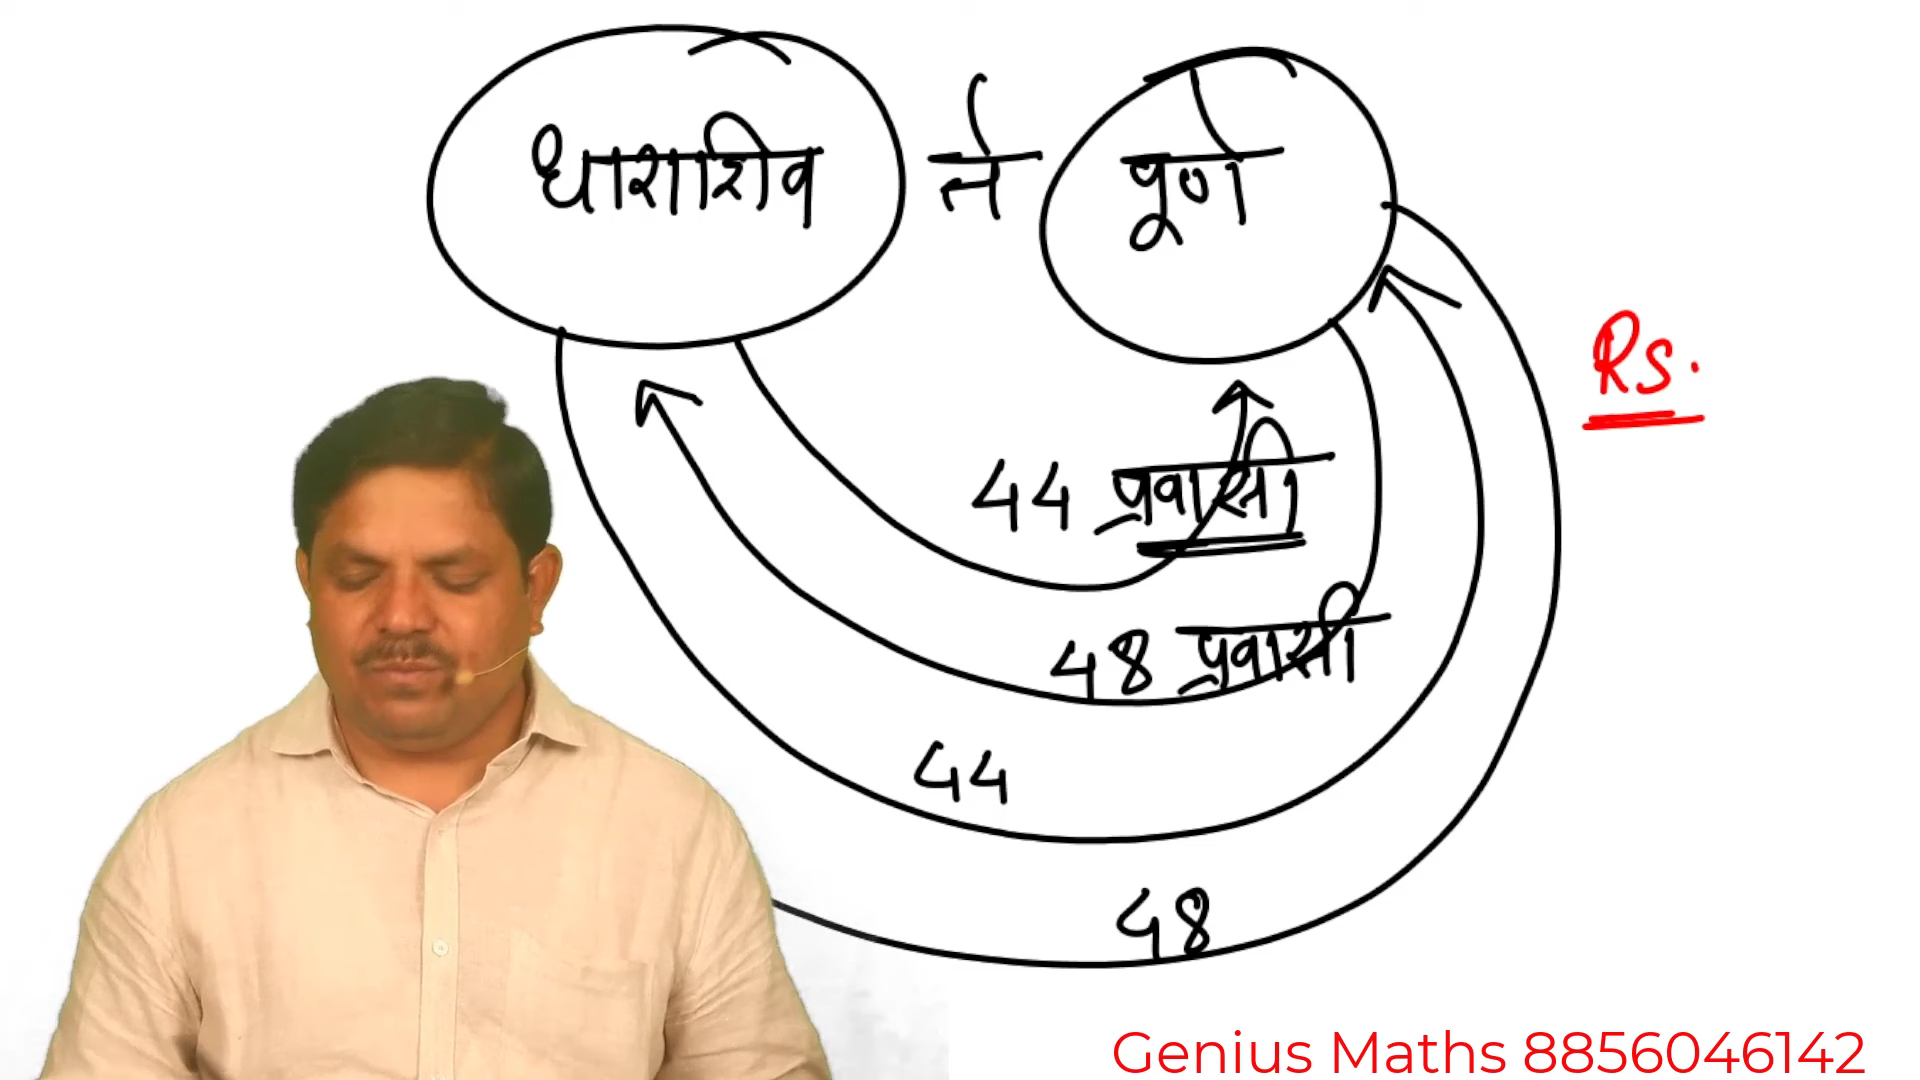 धाराशिव ते पूणे
Rs.
44 प्रवासी
48 प्रवासी
44
48
Genius Maths 8856046142